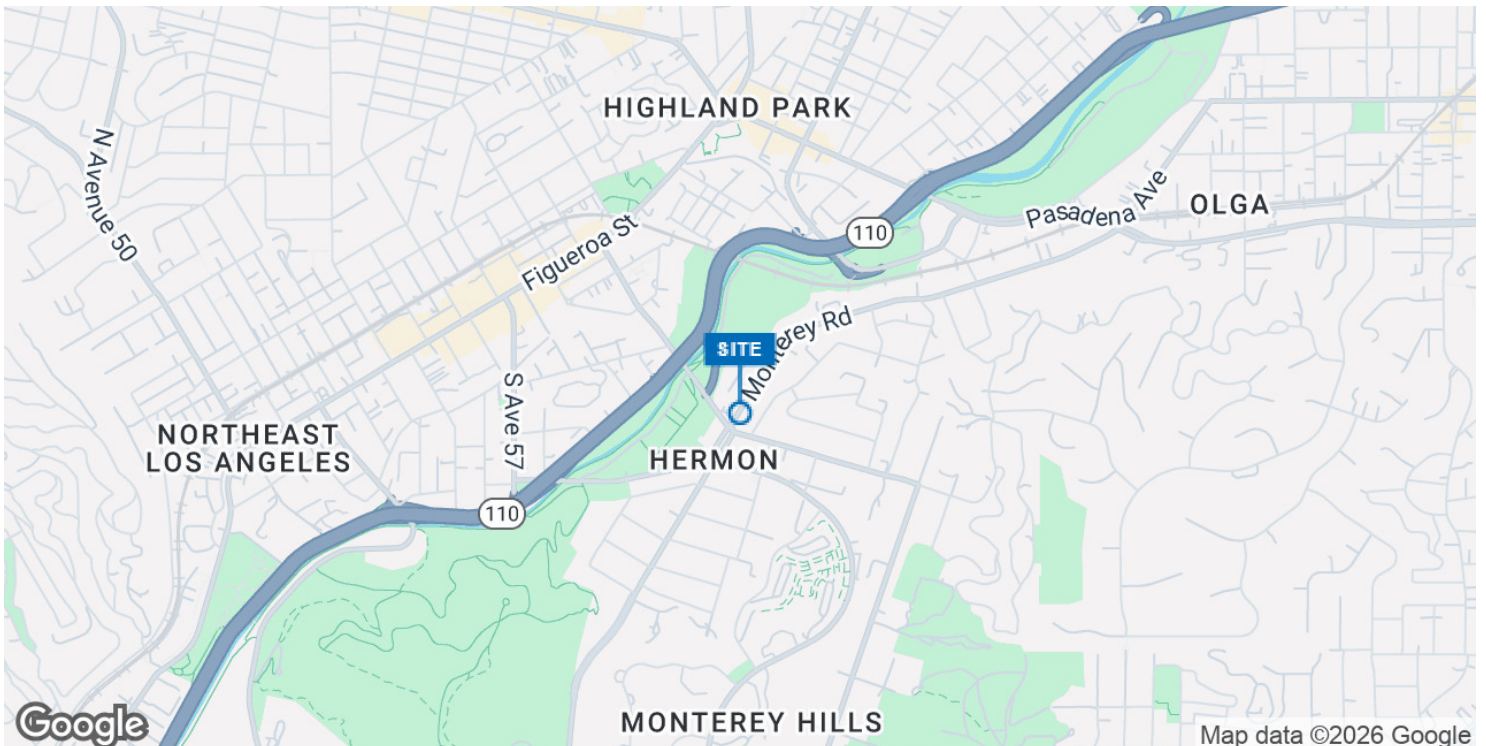 HIGHLAND PARK
N Avenue 50
Figueroa St
110
Pasadena Ave
OLGA
Monterey Rd
SITE
S Ave 57
NORTHEAST
LOS ANGELES
HERMON
110
MONTEREY HILLS
Google
Map data ©2026 Google